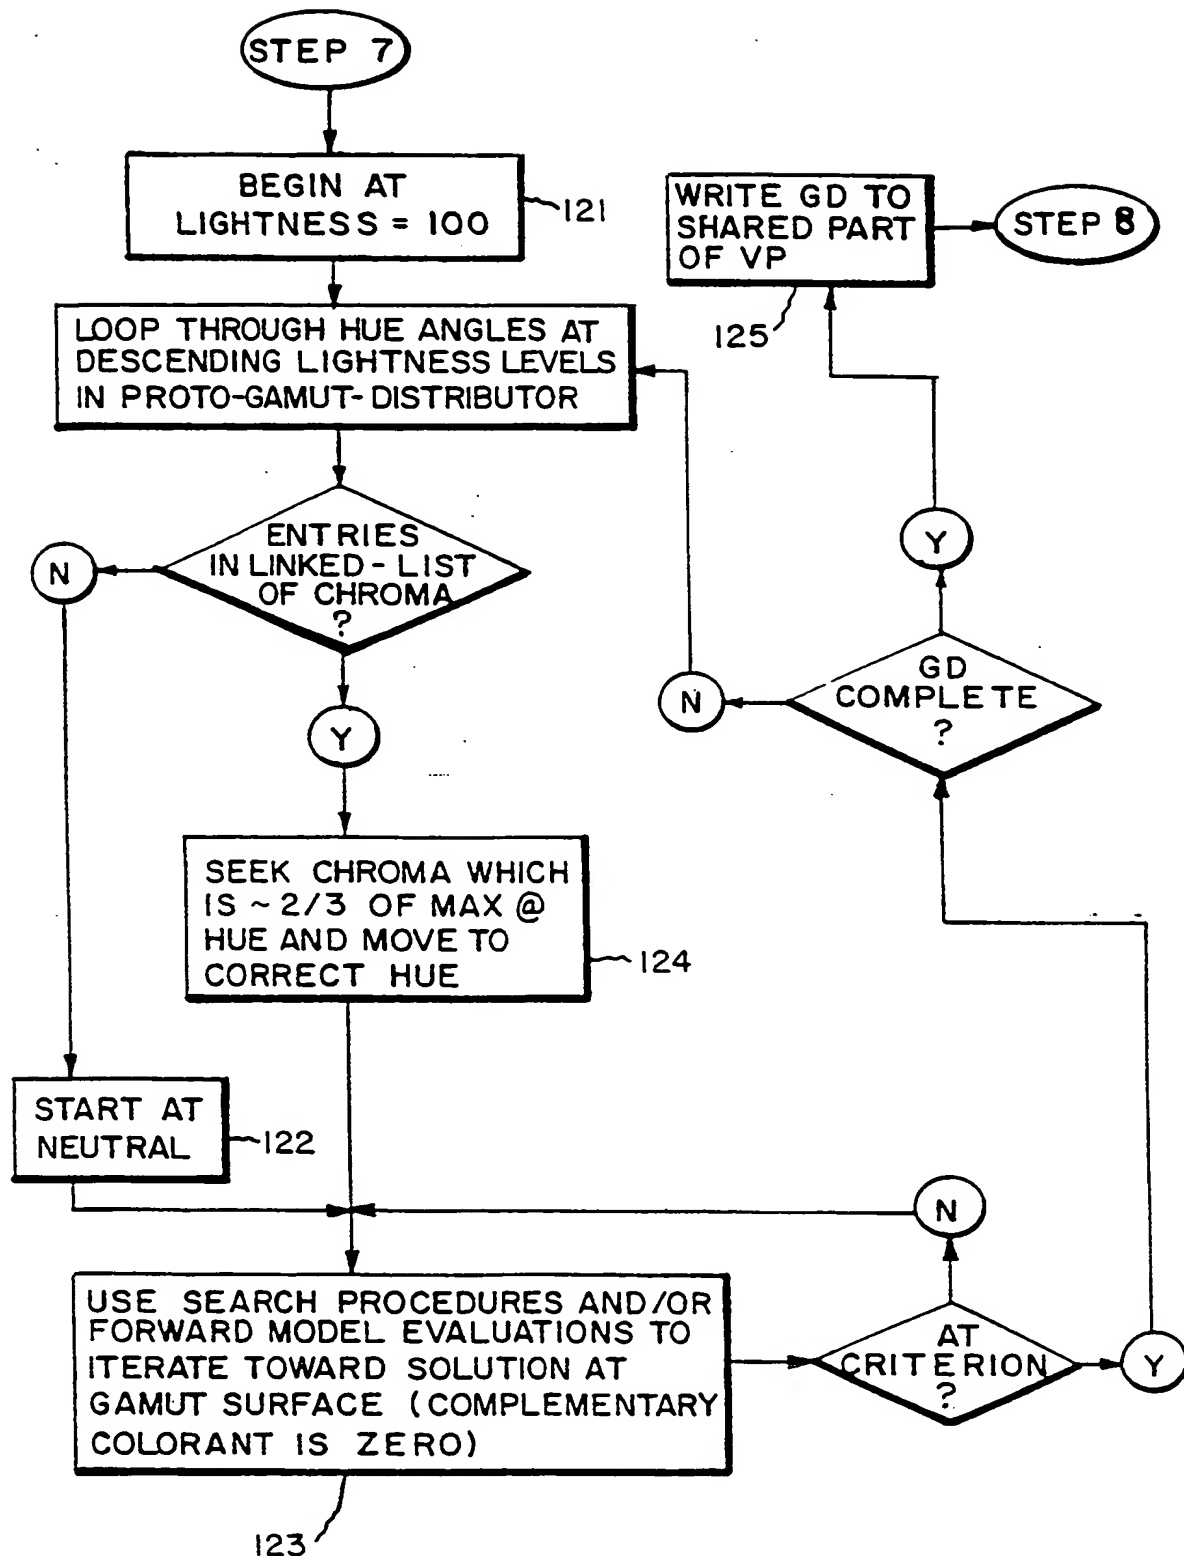 STEP 7
BEGIN AT
LIGHTNESS = 100
121
LOOP THROUGH HUE ANGLES AT
DESCENDING LIGHTNESS LEVELS
IN PROTO-GAMUT-DISTRIBUTOR
ENTRIES
IN LINKED-LIST
OF CHROMA
?
N
Y
SEEK CHROMA WHICH
IS ~ 2/3 OF MAX @
HUE AND MOVE TO
CORRECT HUE
124
START AT
NEUTRAL
122
USE SEARCH PROCEDURES AND/OR
FORWARD MODEL EVALUATIONS TO
ITERATE TOWARD SOLUTION AT
GAMUT SURFACE (COMPLEMENTARY
COLORANT IS ZERO)
123
AT
CRITERION
?
N
Y
GD
COMPLETE
?
N
Y
WRITE GD TO
SHARED PART
OF VP
125
STEP 8